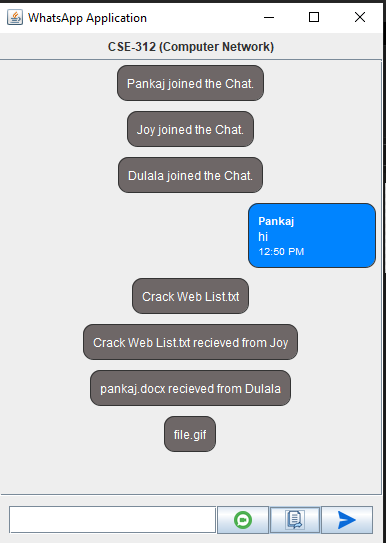 WhatsApp Application
CSE-312 (Computer Network)
Pankaj joined the Chat.
Joy joined the Chat.
Dulala joined the Chat.
Pankaj
hi
12:50 PM
Crack Web List.txt
Crack Web List.txt recieved from Joy
pankaj.docx recieved from Dulala
file.gif